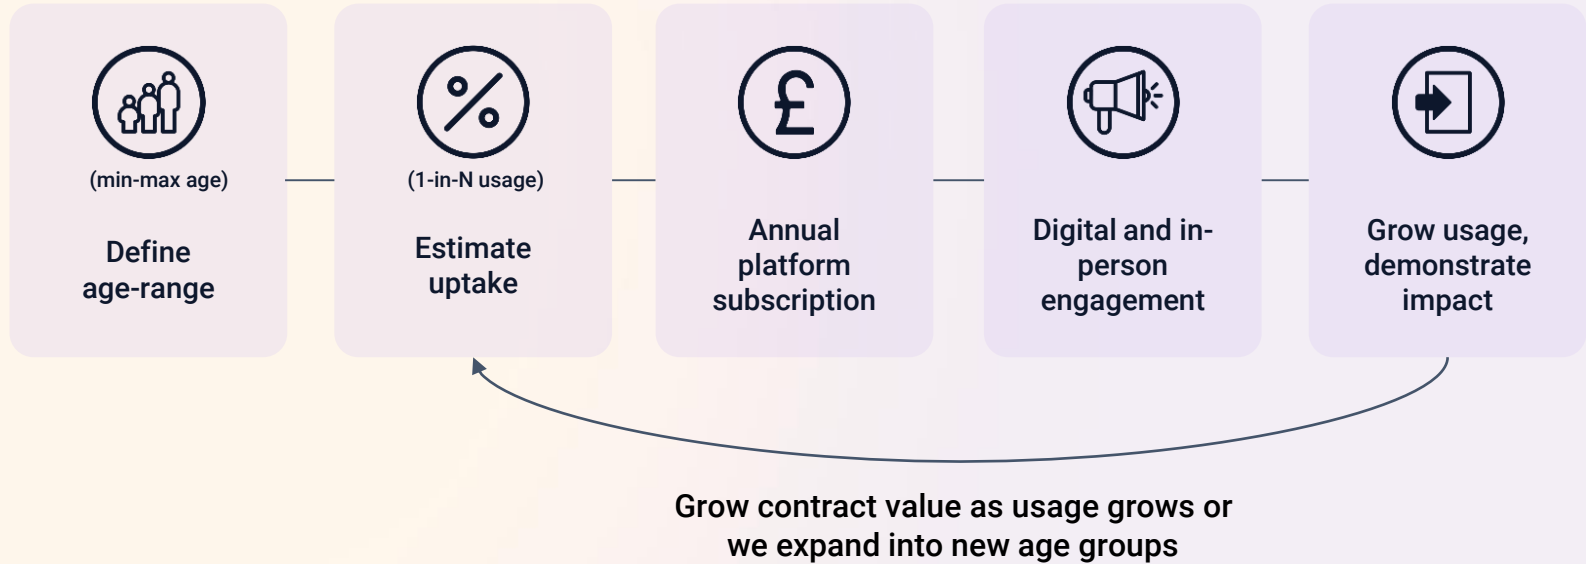 (min-max age)
Define
age-range
(1-in-N usage)
Estimate
uptake
£
Annual
platform
subscription
Digital and in-
person
engagement
Grow usage,
demonstrate
impact
Grow contract value as usage grows or
we expand into new age groups